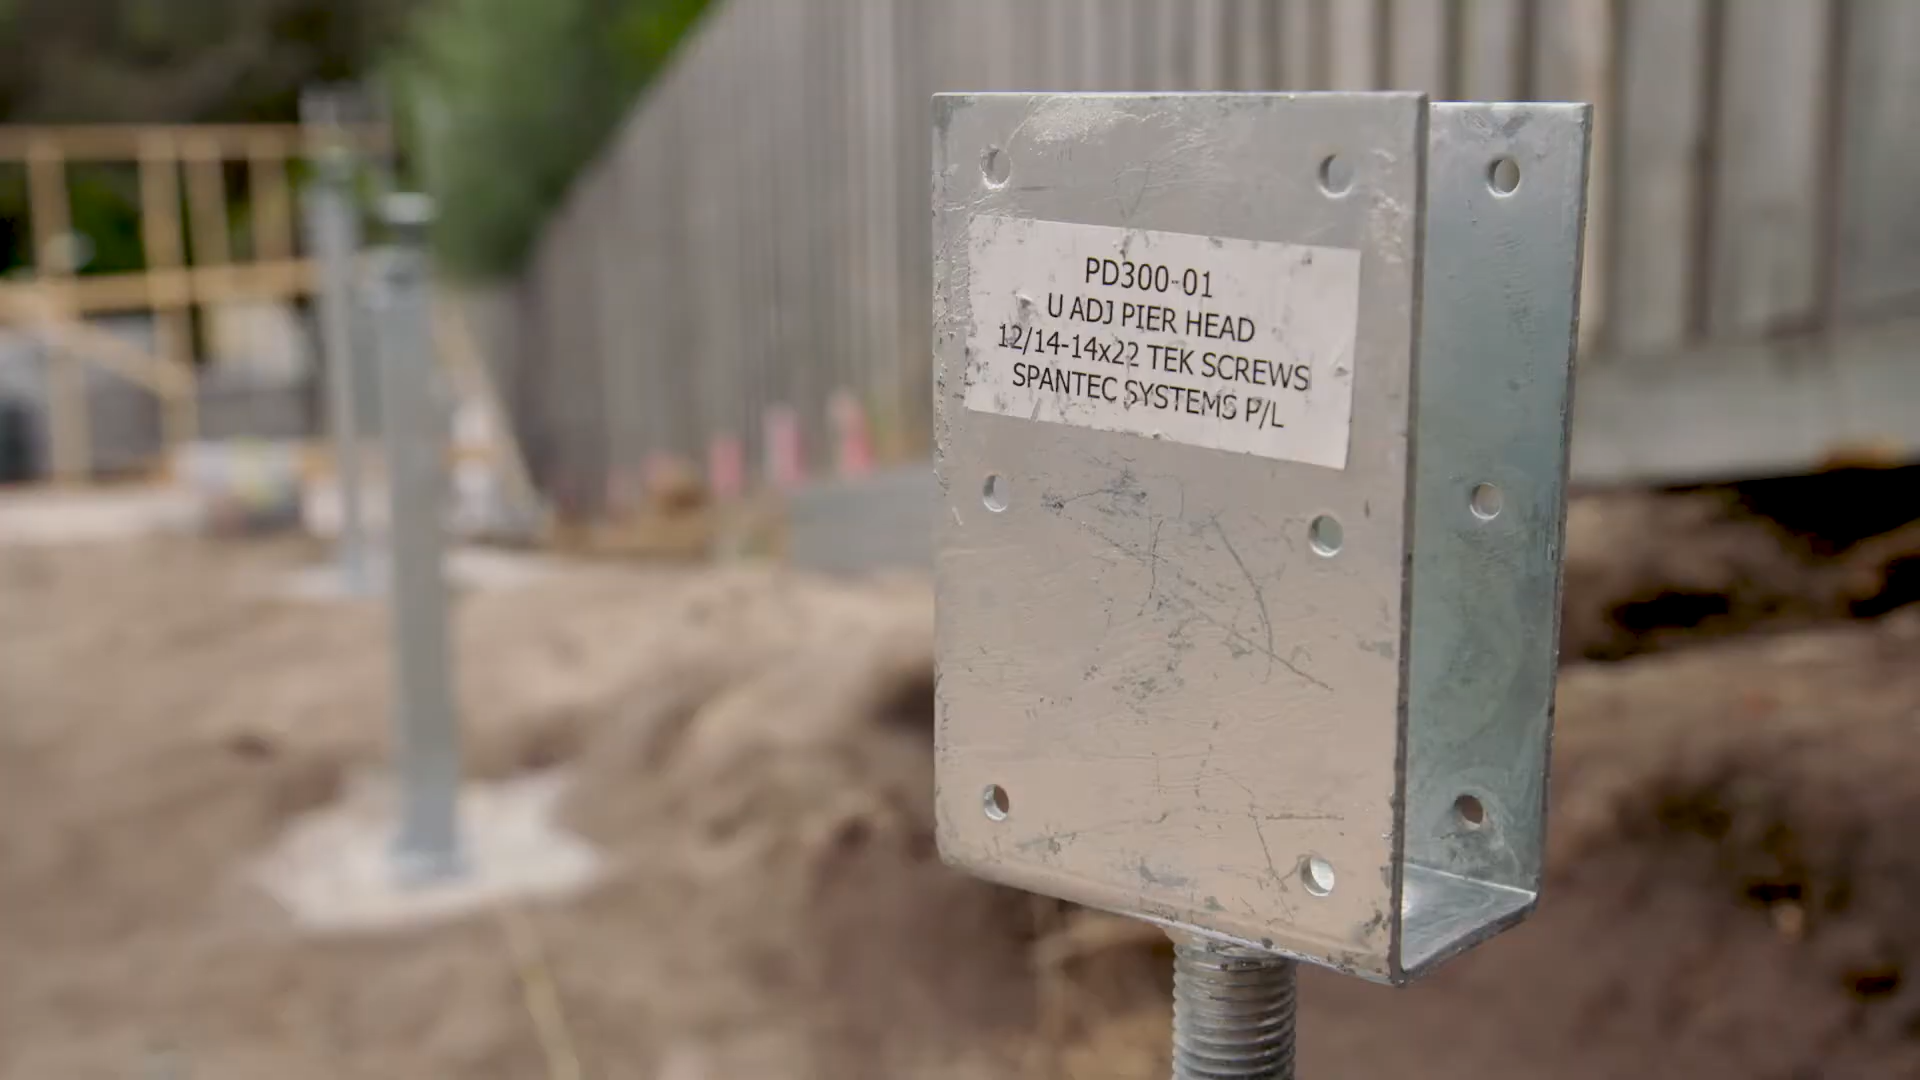 PD300-01
U ADJ PIER HEAD
12/14-14x22 TEK SCREWS
SPANTEC SYSTEMS P/L